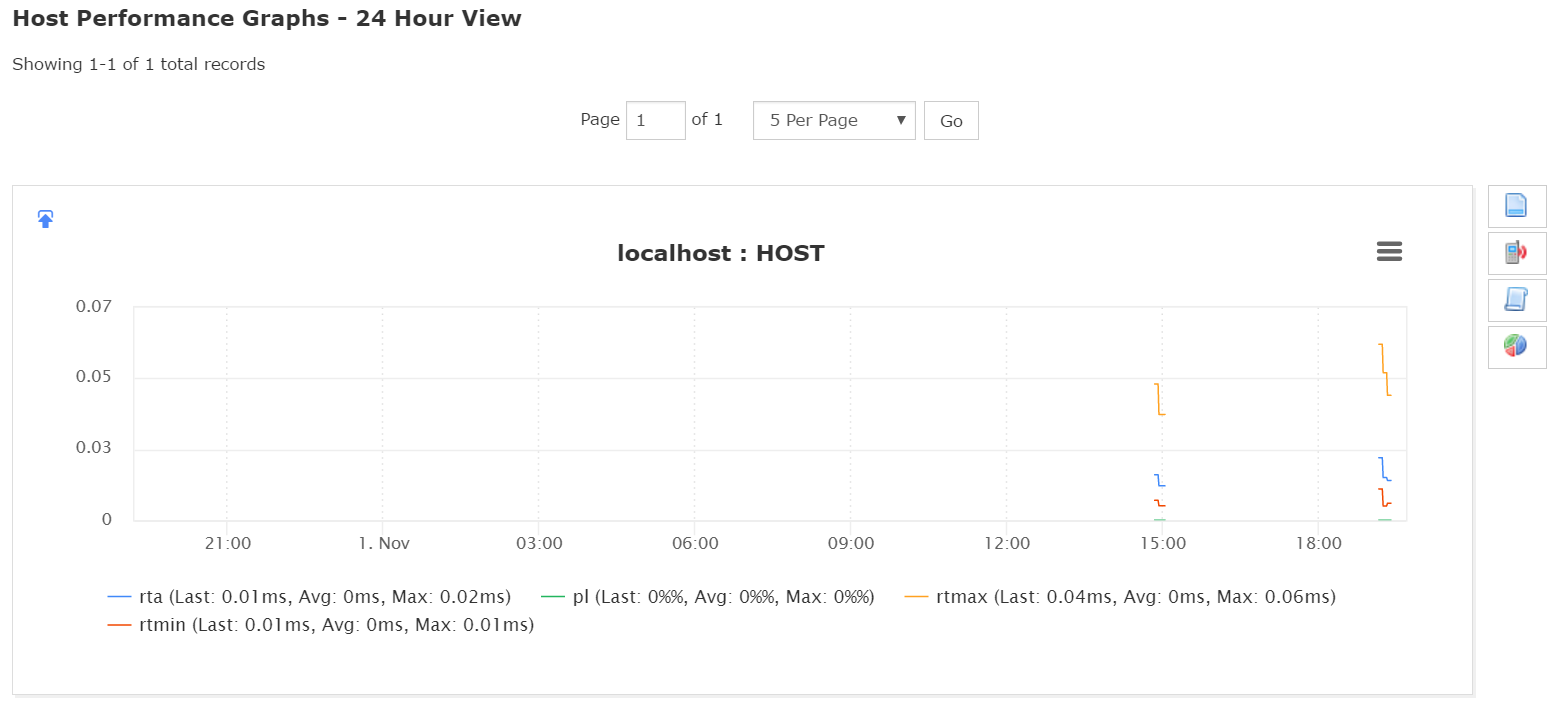 Host Performance Graphs - 24 Hour View
Showing 1-1 of 1 total records
Page 1 of 1 5 Per Page ▼ Go
localhost : HOST
0.07
0.05
0.03
0
21:00 1. Nov 03:00 06:00 09:00 12:00 15:00 18:00
rta (Last: 0.01ms, Avg: 0ms, Max: 0.02ms) pl (Last: 0%%, Avg: 0%%, Max: 0%%) rtmax (Last: 0.04ms, Avg: 0ms, Max: 0.06ms)
rtmin (Last: 0.01ms, Avg: 0ms, Max: 0.01ms)